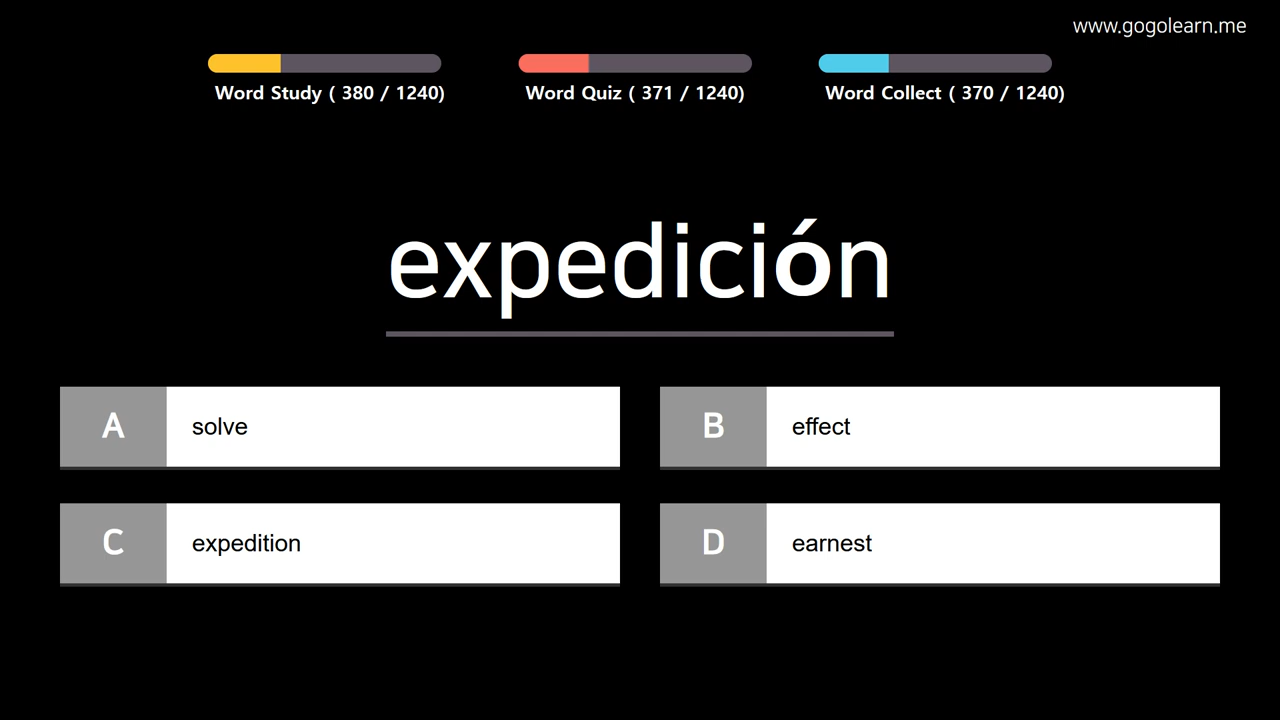 www.gogolearn.me
Word Study ( 380 / 1240)
Word Quiz ( 371 / 1240)
Word Collect ( 370 / 1240)
expedición
A solve
B effect
C expedition
D earnest